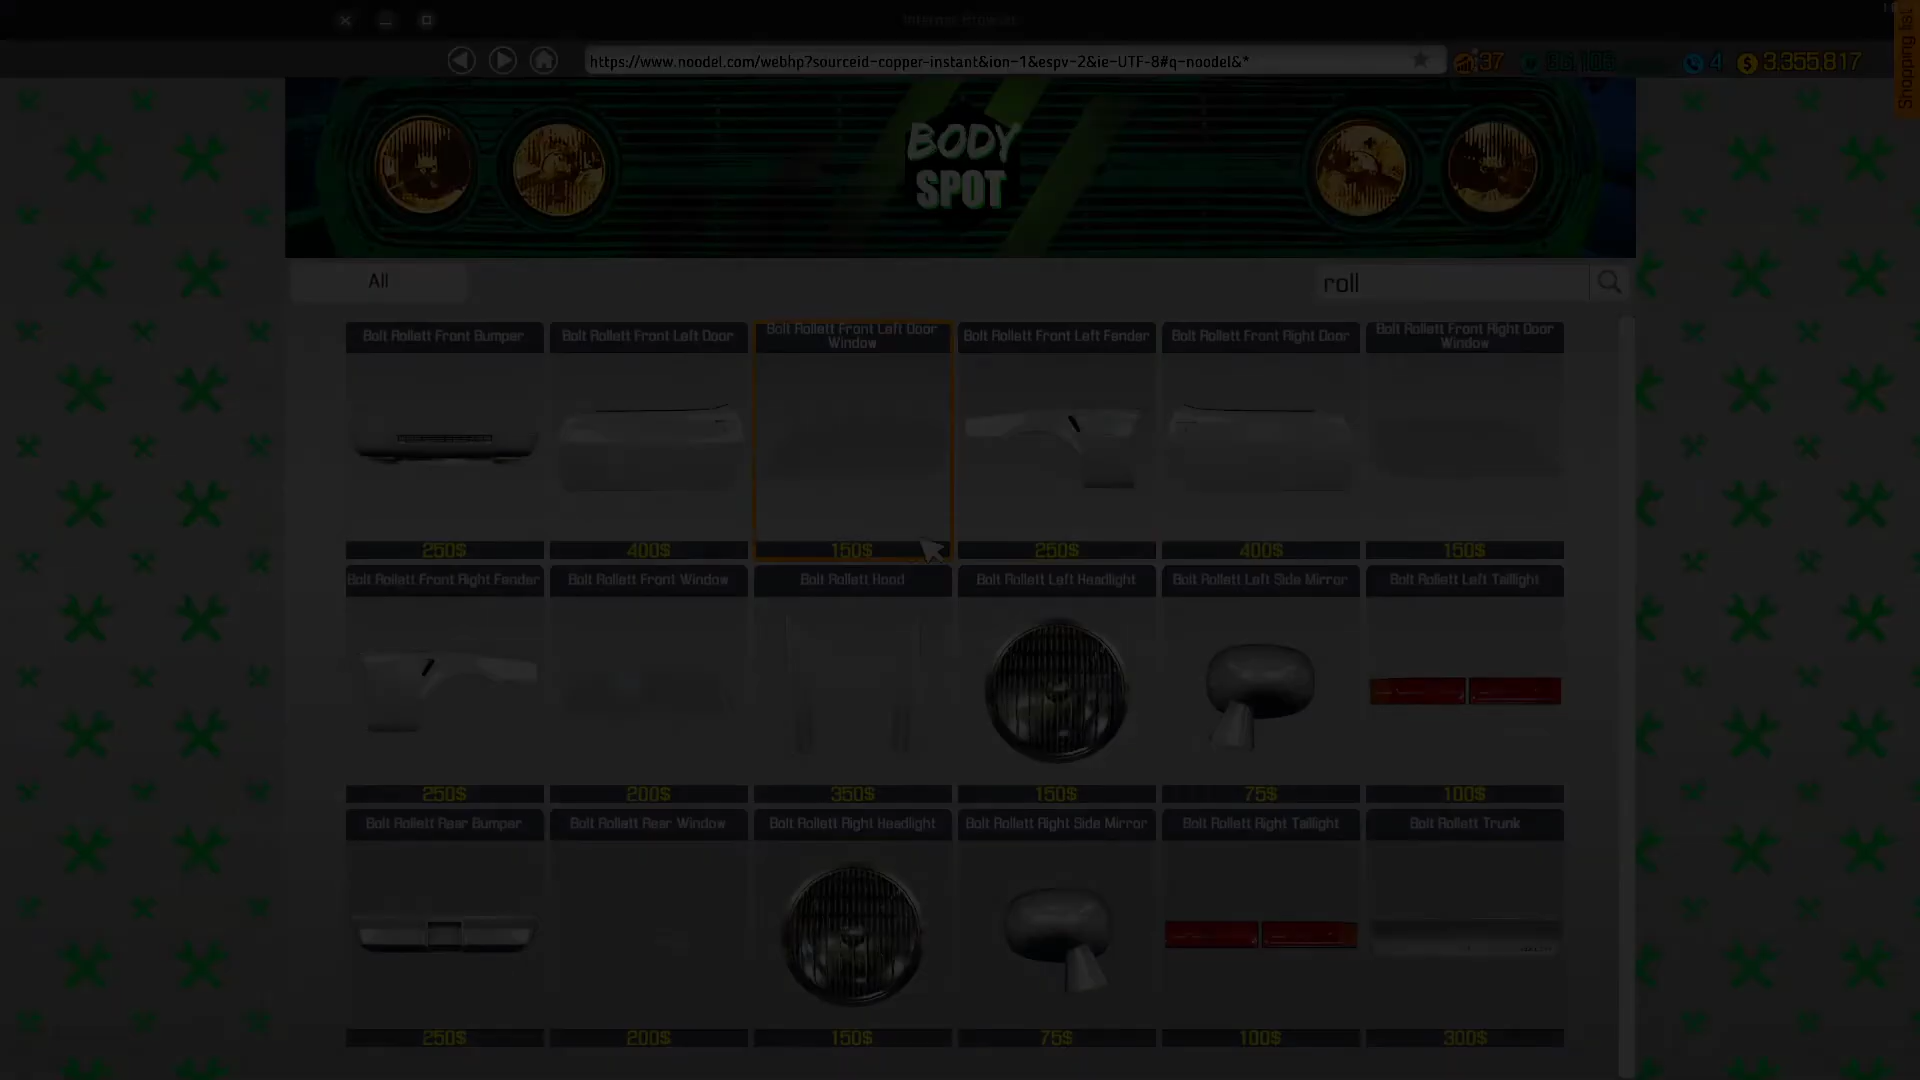 Internet Browser
https://www.noodel.com/webhp?sourceid-copper-instant&ion-1&espv-2&ie-UTF-8#q-noodel&*
37
4
3,355,817
Shopping list
BODY
SPOT
All
roll
Bolt Rollett Front Bumper
Bolt Rollett Front Left Door
Bolt Rollett Front Left Door
Window
Bolt Rollett Front Left Fender
Bolt Rollett Front Right Door
Bolt Rollett Front Right Door
Window
250$
400$
150$
250$
400$
150$
Bolt Rollett Front Right Fender
Bolt Rollett Front Window
Bolt Rollett Hood
Bolt Rollett Left Headlight
Bolt Rollett Left Side Mirror
Bolt Rollett Left Taillight
250$
200$
350$
150$
75$
100$
Bolt Rollett Rear Bumper
Bolt Rollett Rear Window
Bolt Rollett Right Headlight
Bolt Rollett Right Side Mirror
Bolt Rollett Right Taillight
Bolt Rollett Trunk
250$
200$
150$
75$
100$
300$